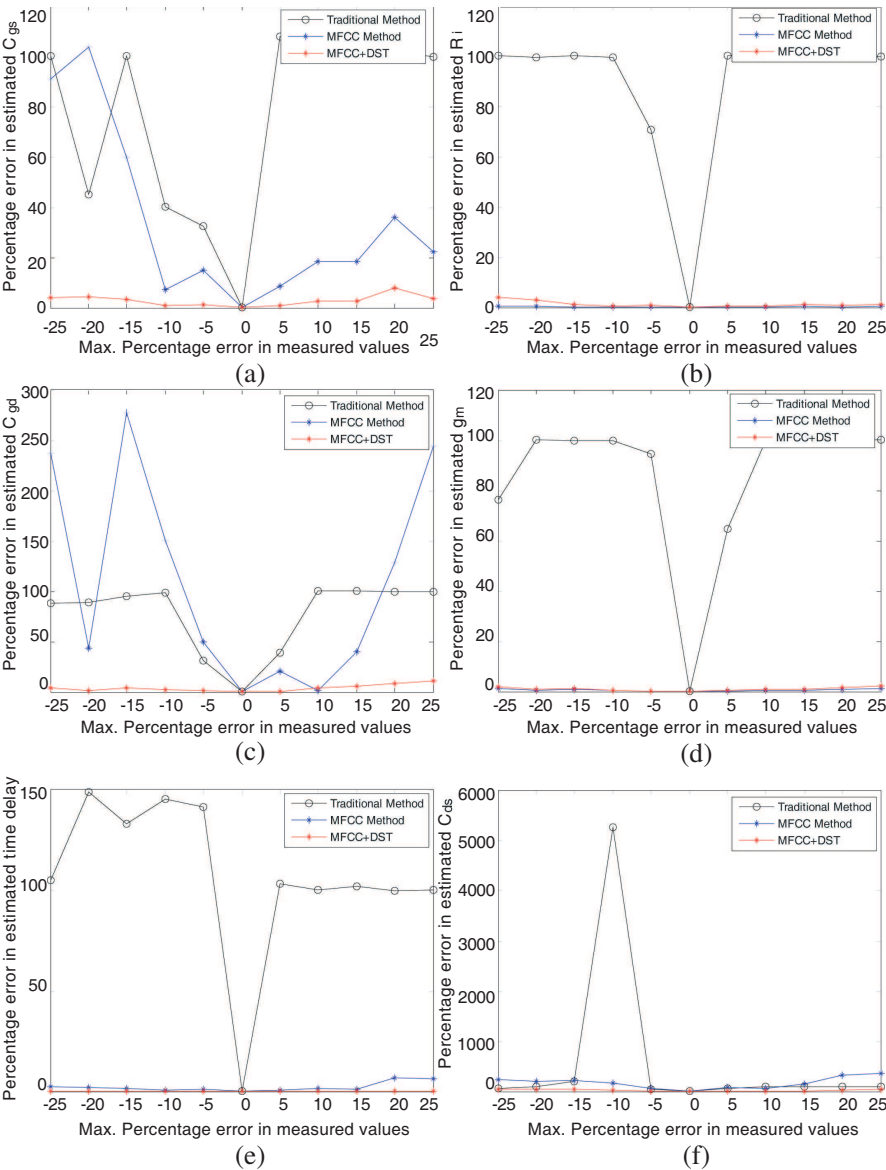 Percentage error in estimated C gs
120
100
80
60
40
20
0
Traditional Method
MFCC Method
MFCC+DST
-25 -20 -15 -10 -5 0 5 10 15 20 25
Max. Percentage error in measured values
(a)
Percentage error in estimated R i
120
100
80
60
40
20
0
Traditional Method
MFCC Method
MFCC+DST
-25 -20 -15 -10 -5 0 5 10 15 20 25
Max. Percentage error in measured values
(b)
Percentage error in estimated C gd
300
250
200
150
100
50
0
Traditional Method
MFCC Method
MFCC+DST
-25 -20 -15 -10 -5 0 5 10 15 20 25
Max. Percentage error in measured values
(c)
Percentage error in estimated gm
120
100
80
60
40
20
0
Traditional Method
MFCC Method
MFCC+DST
-25 -20 -15 -10 -5 0 5 10 15 20 25
Max. Percentage error in measured values
(d)
Percentage error in estimated time delay
150
100
50
0
Traditional Method
MFCC Method
MFCC+DST
-25 -20 -15 -10 -5 0 5 10 15 20 25
Max. Percentage error in measured values
(e)
Percentage error in estimated Cds
6000
5000
4000
3000
2000
1000
0
Traditional Method
MFCC Method
MFCC+DST
-25 -20 -15 -10 -5 0 5 10 15 20 25
Max. Percentage error in measured values
(f)